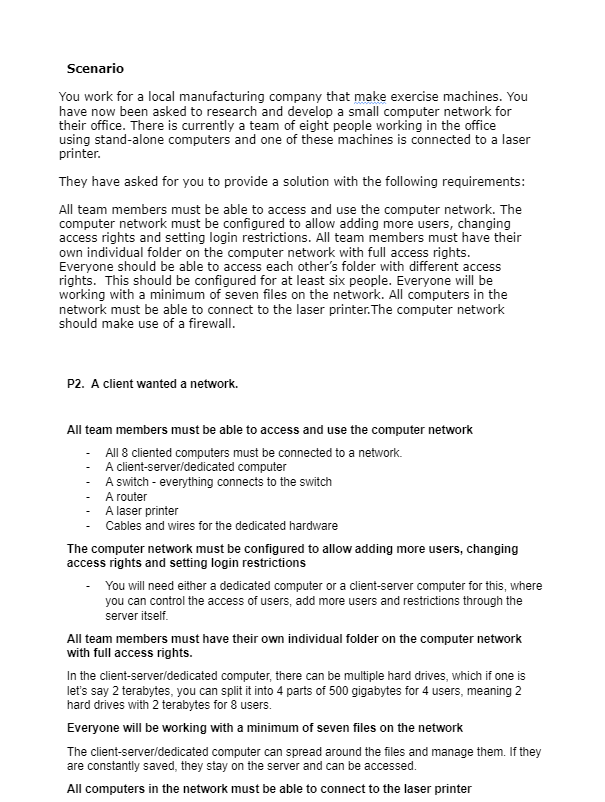 Scenario
You work for a local manufacturing company that make exercise machines. You
have now been asked to research and develop a small computer network for
their office. There is currently a team of eight people working in the office
using stand-alone computers and one of these machines is connected to a laser
printer.
They have asked for you to provide a solution with the following requirements:
All team members must be able to access and use the computer network. The
computer network must be configured to allow adding more users, changing
access rights and setting login restrictions. All team members must have their
own individual folder on the computer network with full access rights.
Everyone should be able to access each other's folder with different access
rights.  This should be configured for at least six people. Everyone will be
working with a minimum of seven files on the network. All computers in the
network must be able to connect to the laser printer.The computer network
should make use of a firewall.
P2.  A client wanted a network.
All team members must be able to access and use the computer network
- All 8 cliented computers must be connected to a network.
- A client-server/dedicated computer
- A switch - everything connects to the switch
- A router
- A laser printer
- Cables and wires for the dedicated hardware
The computer network must be configured to allow adding more users, changing
access rights and setting login restrictions
- You will need either a dedicated computer or a client-server computer for this, where
you can control the access of users, add more users and restrictions through the
server itself.
All team members must have their own individual folder on the computer network
with full access rights.
In the client-server/dedicated computer, there can be multiple hard drives, which if one is
let's say 2 terabytes, you can split it into 4 parts of 500 gigabytes for 4 users, meaning 2
hard drives with 2 terabytes for 8 users.
Everyone will be working with a minimum of seven files on the network
The client-server/dedicated computer can spread around the files and manage them. If they
are constantly saved, they stay on the server and can be accessed.
All computers in the network must be able to connect to the laser printer